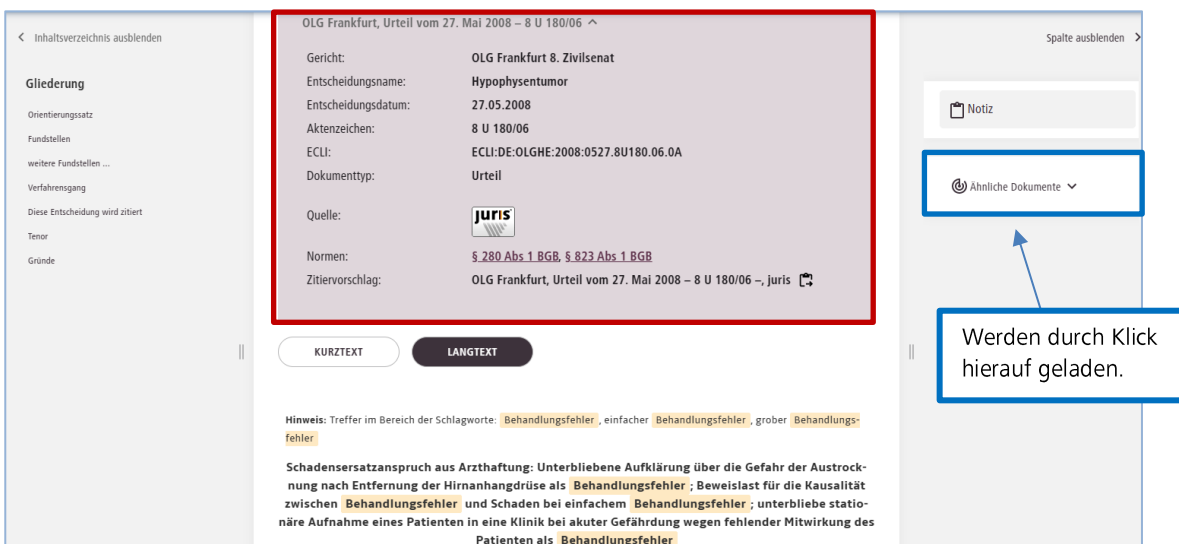 OLG Frankfurt, Urteil vom 27. Mai 2008 – 8 U 180/06
Inhaltsverzeichnis ausblenden
Spalte ausblenden
Gliederung
Orientierungssatz
Fundstellen
weitere Fundstellen ...
Verfahrensgang
Diese Entscheidung wird zitiert
Tenor
Gründe
Gericht: OLG Frankfurt 8. Zivilsenat
Entscheidungsname: Hypophysentumor
Entscheidungsdatum: 27.05.2008
Aktenzeichen: 8 U 180/06
ECLI: ECLI:DE:OLGHE:2008:0527.8U180.06.0A
Dokumenttyp: Urteil
Quelle: juris
Normen: § 280 Abs 1 BGB, § 823 Abs 1 BGB
Zitiervorschlag: OLG Frankfurt, Urteil vom 27. Mai 2008 – 8 U 180/06 –, juris
Notiz
Ähnliche Dokumente
Werden durch Klick
hierauf geladen.
KURZTEXT
LANGTEXT
Hinweis: Treffer im Bereich der Schlagworte: Behandlungsfehler , einfacher Behandlungsfehler , grober Behandlungs-
fehler
Schadensersatzanspruch aus Arzthaftung: Unterbliebene Aufklärung über die Gefahr der Austrock-
nung nach Entfernung der Hirnanhangdrüse als Behandlungsfehler ; Beweislast für die Kausalität
zwischen Behandlungsfehler und Schaden bei einfachem Behandlungsfehler ; unterbliebe statio-
näre Aufnahme eines Patienten in eine Klinik bei akuter Gefährdung wegen fehlender Mitwirkung des
Patienten als Behandlungsfehler